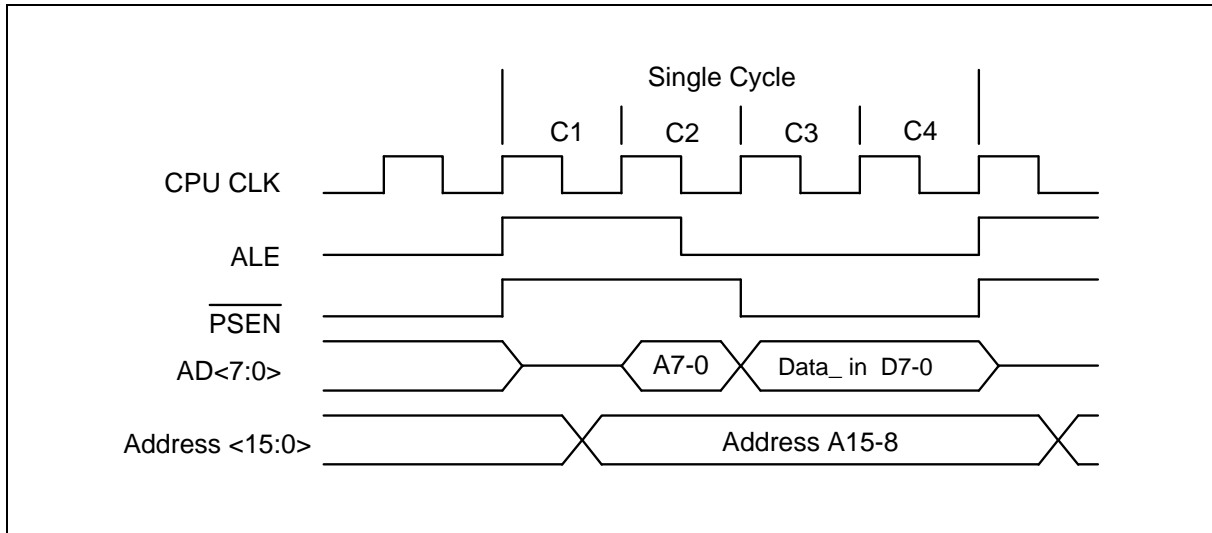 Single Cycle
C1 C2 C3 C4
CPU CLK
ALE
PSEN
AD<7:0> A7-0 Data_ in D7-0
Address <15:0> Address A15-8